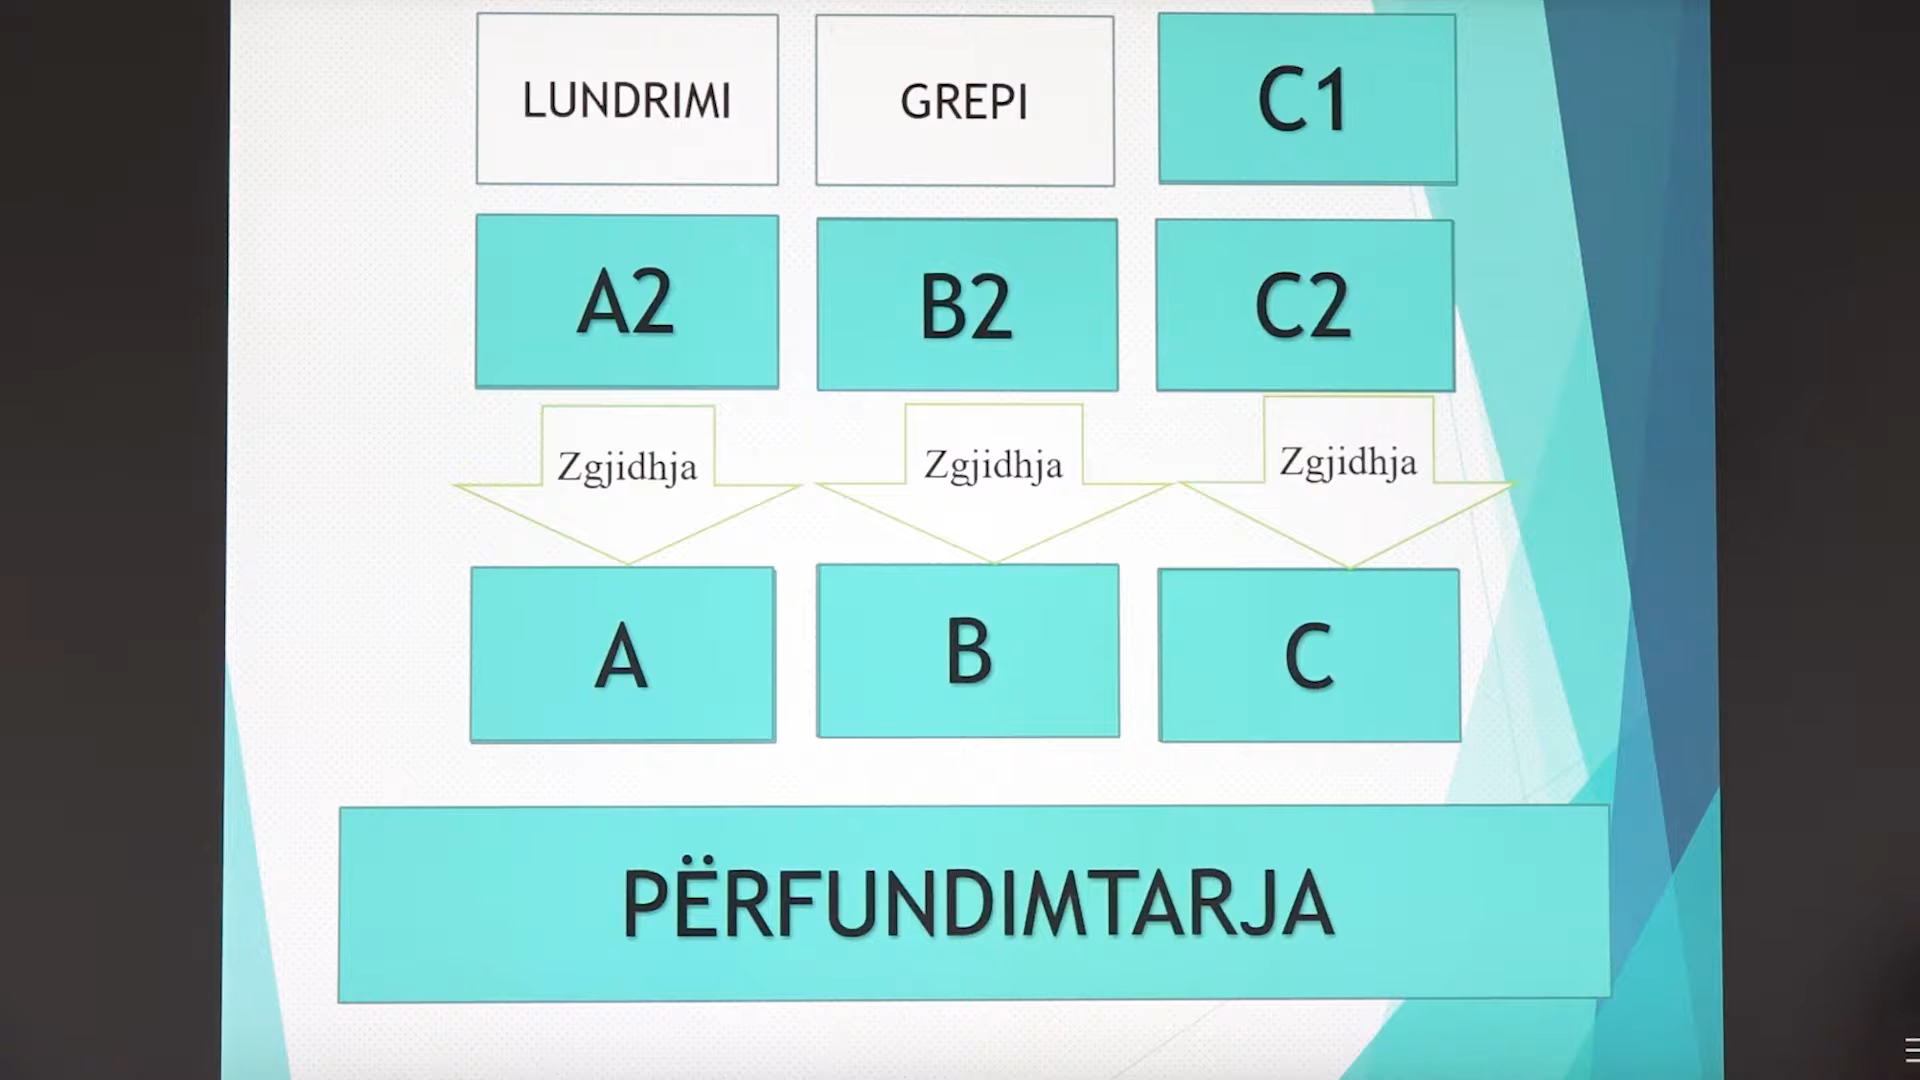 LUNDRIMI GREPI C1
A2 B2 C2
Zgjidhja Zgjidhja Zgjidhja
A B C
PËRFUNDIMTARJA